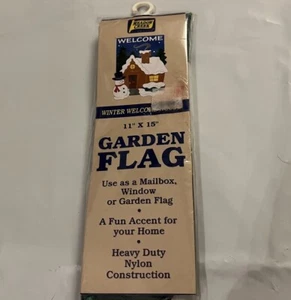 WELCOME
WINTER WELCOME
11" X 15"
GARDEN
FLAG
Use as a Mailbox,
Window
or Garden Flag
•
A Fun Accent for
your Home
•
Heavy Duty
Nylon
Construction